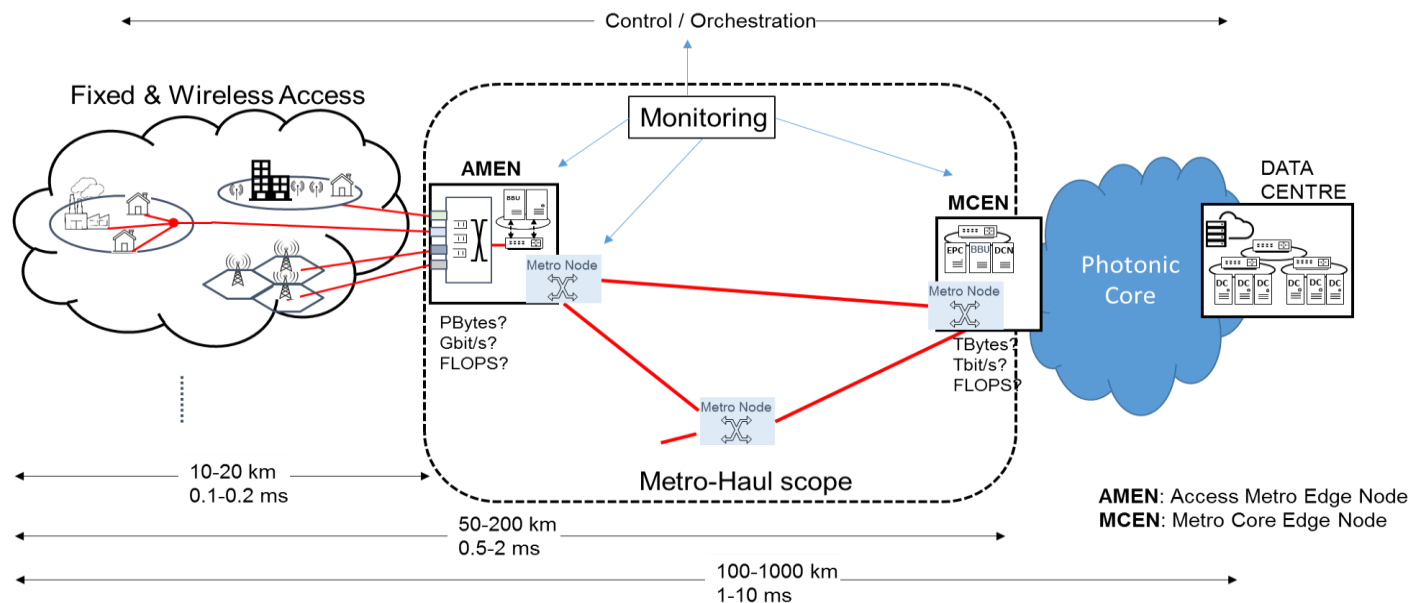 Control / Orchestration
Fixed & Wireless Access
Monitoring
AMEN
BBU
Metro Node
PBytes?
Gbit/s?
FLOPS?
MCEN
EPC BBU DCN
Metro Node
TBytes?
Tbit/s?
FLOPS?
Metro Node
Metro-Haul scope
Photonic
Core
DATA
CENTRE
DC DC DC DC DC DC
10-20 km
0.1-0.2 ms
50-200 km
0.5-2 ms
100-1000 km
1-10 ms
AMEN: Access Metro Edge Node
MCEN: Metro Core Edge Node